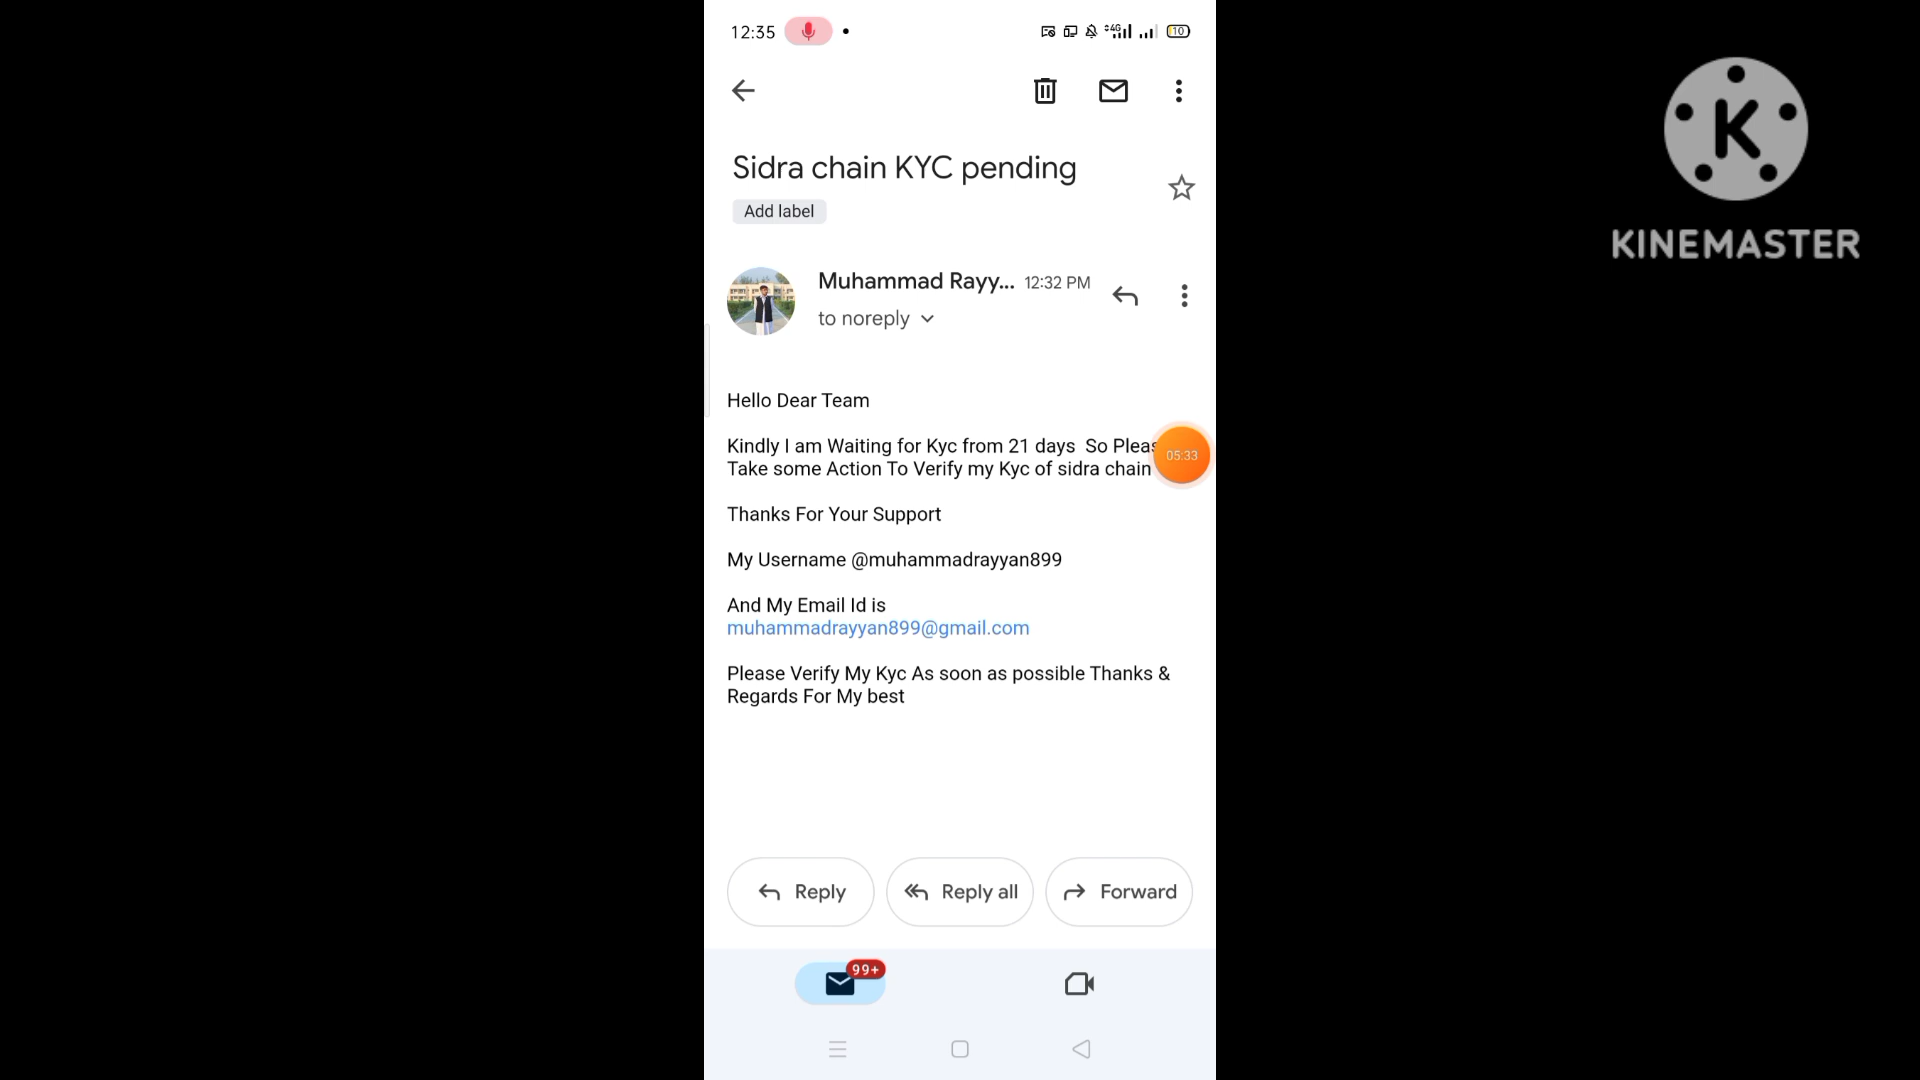 12:35
4G
10
K
KINEMASTER
Sidra chain KYC pending
Add label
Muhammad Rayy... 12:32 PM
to noreply
Hello Dear Team
Kindly I am Waiting for Kyc from 21 days So Pleas
05:33
Take some Action To Verify my Kyc of sidra chain
Thanks For Your Support
My Username @muhammadrayyan899
And My Email Id is
muhammadrayyan899@gmail.com
Please Verify My Kyc As soon as possible Thanks &
Regards For My best
Reply Reply all Forward
99+